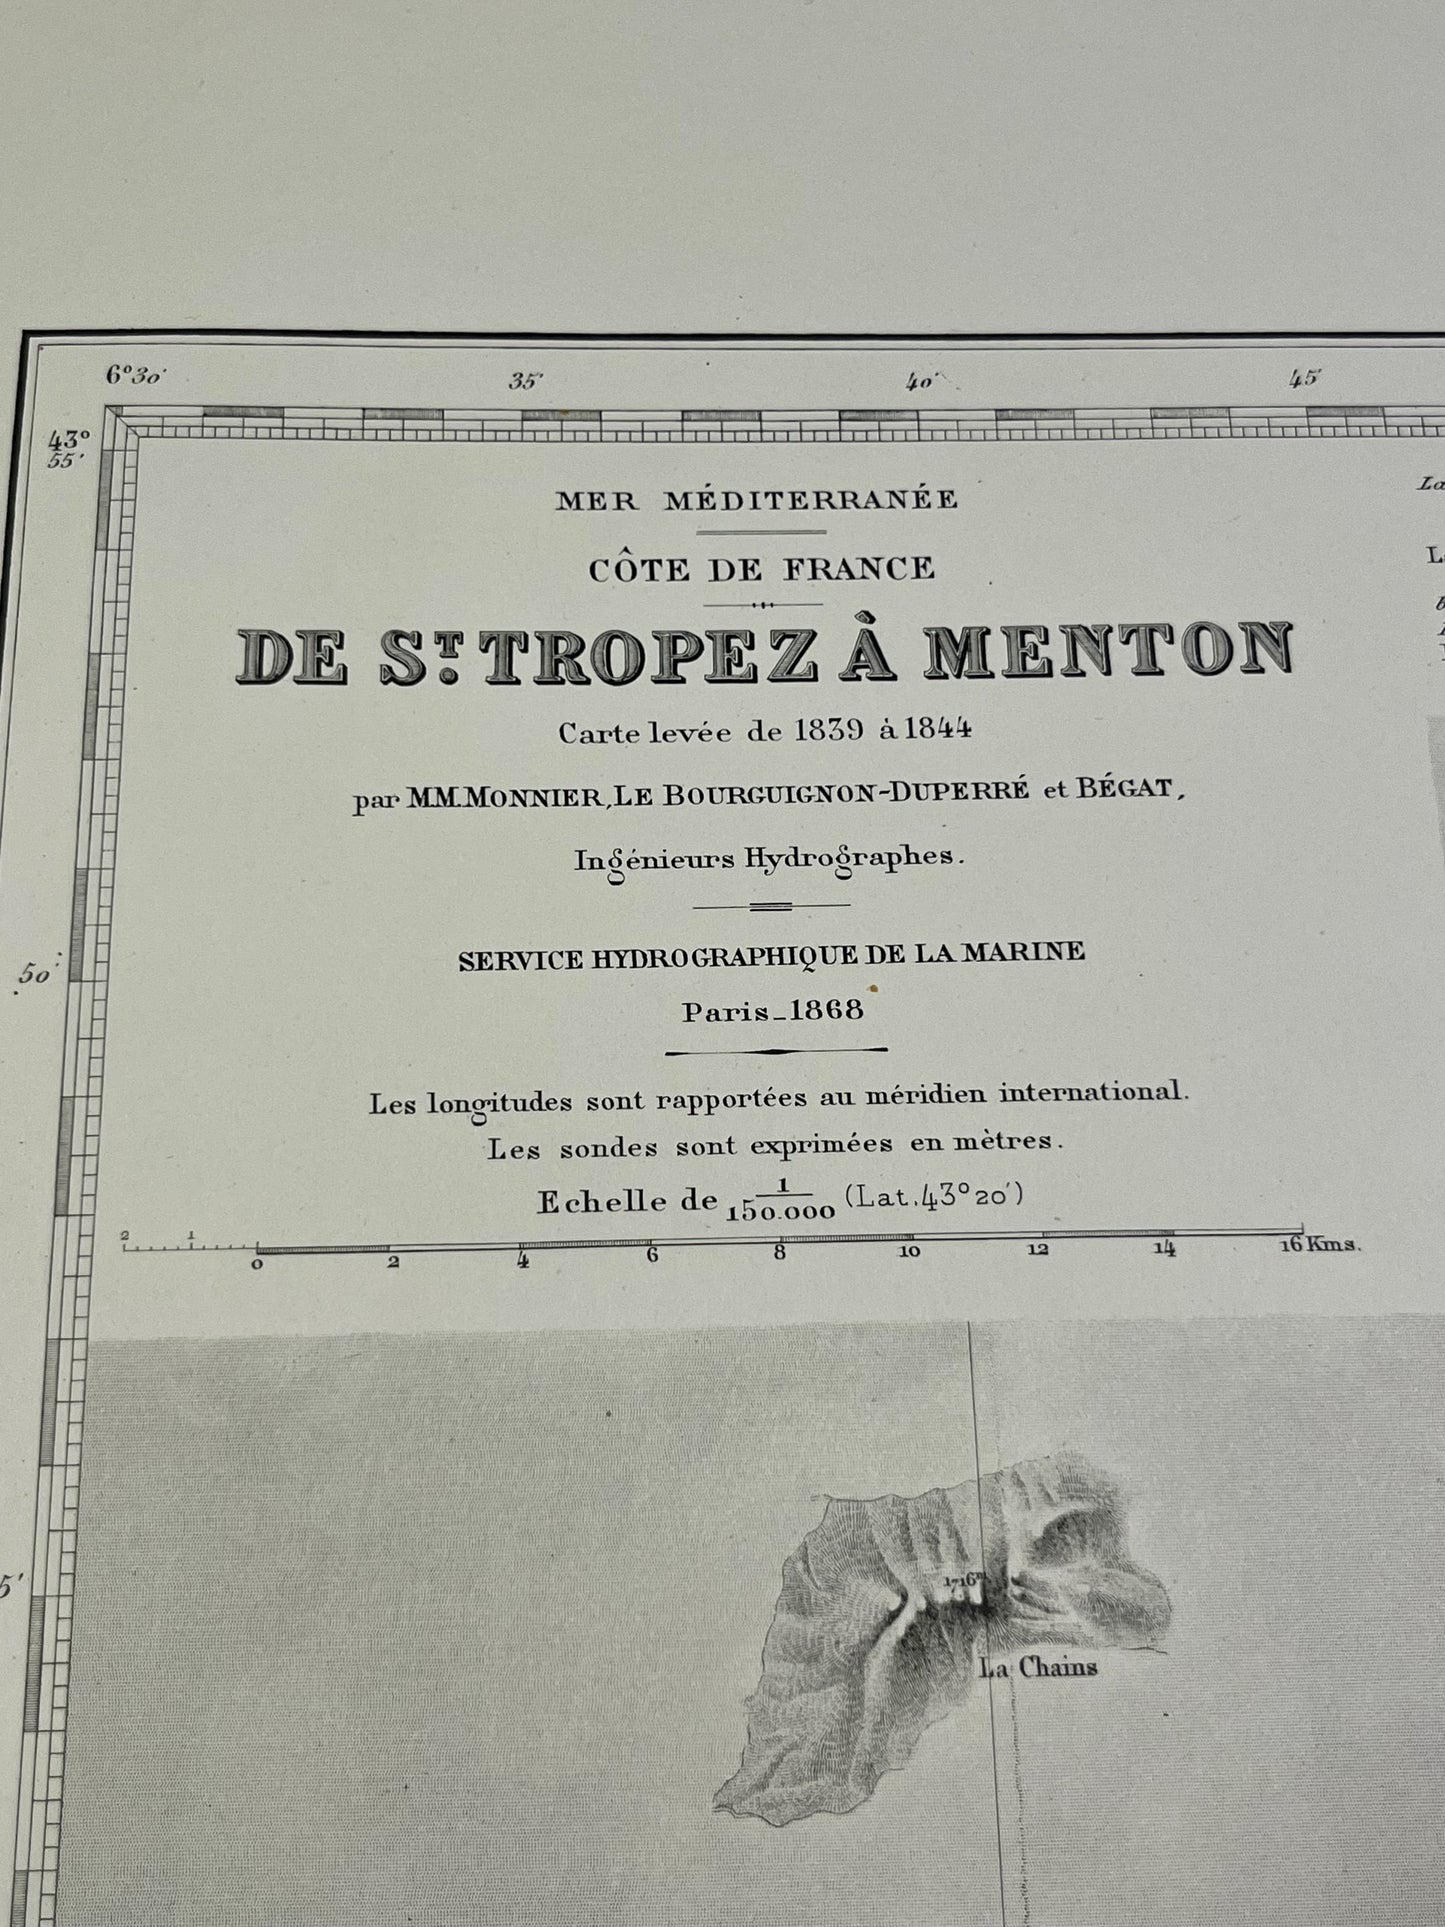 6°30'
35'
40'
45'
43°
55'
MER MÉDITERRANÉE
CÔTE DE FRANCE
DE ST. TROPEZ À MENTON
Carte levée de 1839 à 1844
par MM. MONNIER, LE BOURGUIGNON-DUPERRÉ et BÉGAT,
Ingénieurs Hydrographes.
SERVICE HYDROGRAPHIQUE DE LA MARINE
50'
Paris_1868
Les longitudes sont rapportées au méridien international.
Les sondes sont exprimées en mètres.
Echelle de 1/150.000 (Lat. 43°20')
2 1 0 2 4 6 8 10 12 14 16 Kms.
5'
1716m
La Chains